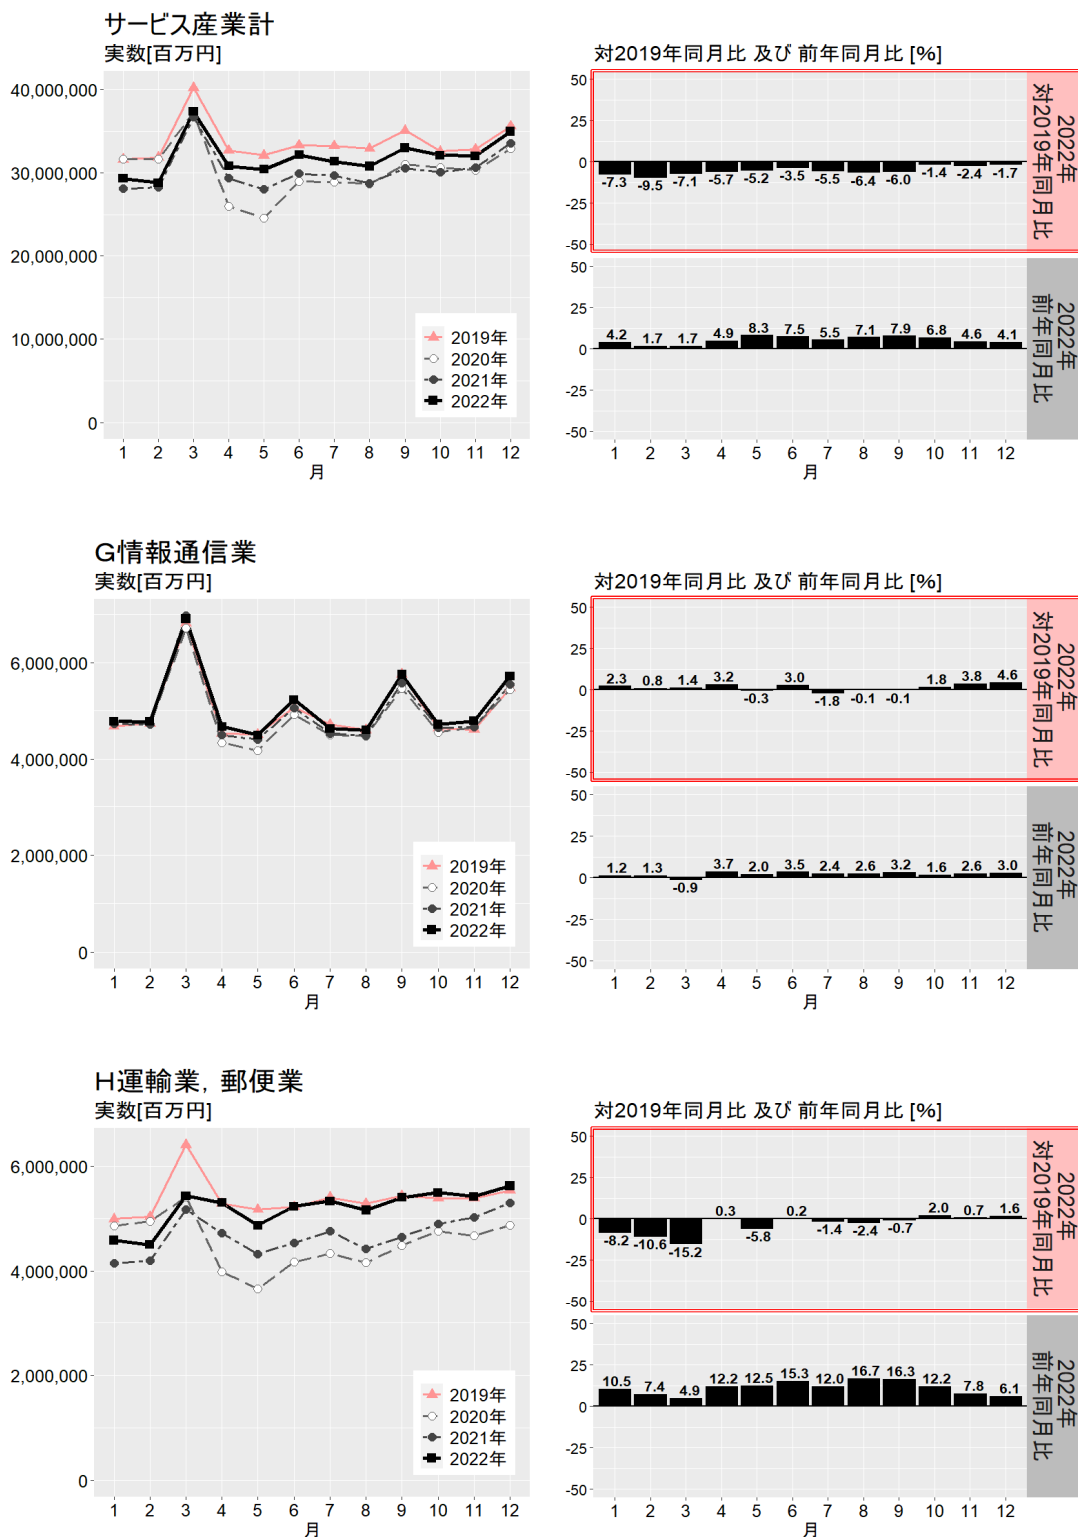 サービス産業計
実数[百万円]
40,000,000
30,000,000
20,000,000
10,000,000
0
2019年
2020年
2021年
2022年
1 2 3 4 5 6 7 8 9 10 11 12
月
対2019年同月比 及び 前年同月比 [%]
50
25
0
-25
-50
-7.3 -9.5 -7.1 -5.7 -5.2 -3.5 -5.5 -6.4 -6.0 -1.4 -2.4 -1.7
2022年
対2019年同月比
50
25
0
-25
-50
4.2 1.7 1.7 4.9 8.3 7.5 5.5 7.1 7.9 6.8 4.6 4.1
2022年
前年同月比
1 2 3 4 5 6 7 8 9 10 11 12
月
G情報通信業
実数[百万円]
6,000,000
4,000,000
2,000,000
0
2019年
2020年
2021年
2022年
1 2 3 4 5 6 7 8 9 10 11 12
月
対2019年同月比 及び 前年同月比 [%]
50
25
0
-25
-50
2.3 0.8 1.4 3.2 -0.3 3.0 -1.8 -0.1 -0.1 1.8 3.8 4.6
2022年
対2019年同月比
50
25
0
-25
-50
1.2 1.3 -0.9 3.7 2.0 3.5 2.4 2.6 3.2 1.6 2.6 3.0
2022年
前年同月比
1 2 3 4 5 6 7 8 9 10 11 12
月
H運輸業，郵便業
実数[百万円]
6,000,000
4,000,000
2,000,000
0
2019年
2020年
2021年
2022年
1 2 3 4 5 6 7 8 9 10 11 12
月
対2019年同月比 及び 前年同月比 [%]
50
25
0
-25
-50
-8.2 -10.6 -15.2 0.3 -5.8 0.2 -1.4 -2.4 -0.7 2.0 0.7 1.6
2022年
対2019年同月比
50
25
0
-25
-50
10.5 7.4 4.9 12.2 12.5 15.3 12.0 16.7 16.3 12.2 7.8 6.1
2022年
前年同月比
1 2 3 4 5 6 7 8 9 10 11 12
月